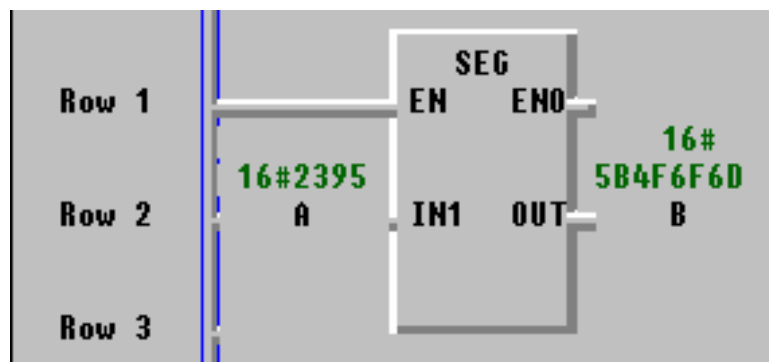 SEG
Row 1 EN ENO
16#2395 16# 5B4F6F6D
Row 2 A IN1 OUT B
Row 3